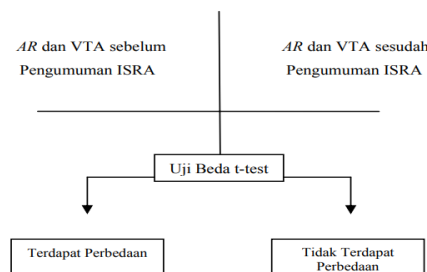 AR dan VTA sebelum
Pengumuman ISRA
AR dan VTA sesudah
Pengumuman ISRA
Uji Beda t-test
Terdapat Perbedaan
Tidak Terdapat
Perbedaan